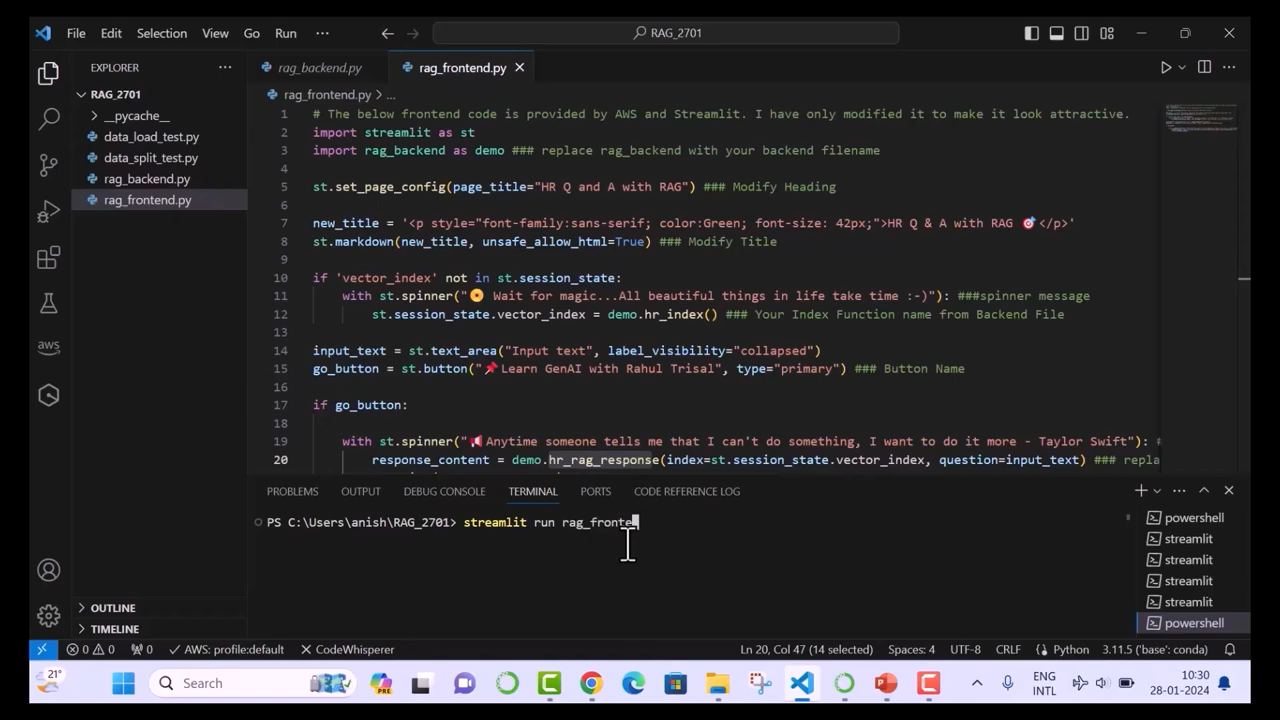 File Edit Selection View Go Run ··· RAG_2701
EXPLORER ··· rag_backend.py rag_frontend.py
RAG_2701
__pycache__
data_load_test.py
data_split_test.py
rag_backend.py
rag_frontend.py
rag_frontend.py > ...
1 # The below frontend code is provided by AWS and Streamlit. I have only modified it to make it look attractive.
2 import streamlit as st
3 import rag_backend as demo ### replace rag_backend with your backend filename
4
5 st.set_page_config(page_title="HR Q and A with RAG") ### Modify Heading
6
7 new_title = '<p style="font-family:sans-serif; color:Green; font-size: 42px;">HR Q & A with RAG 🎯</p>'
8 st.markdown(new_title, unsafe_allow_html=True) ### Modify Title
9
10 if 'vector_index' not in st.session_state:
11 with st.spinner("📀 Wait for magic...All beautiful things in life take time :-)"): ###spinner message
12 st.session_state.vector_index = demo.hr_index() ### Your Index Function name from Backend File
13
14 input_text = st.text_area("Input text", label_visibility="collapsed")
15 go_button = st.button("📌Learn GenAI with Rahul Trisal", type="primary") ### Button Name
16
17 if go_button:
18
19 with st.spinner("📢Anytime someone tells me that I can't do something, I want to do it more - Taylor Swift"): #
20 response_content = demo.hr_rag_response(index=st.session_state.vector_index, question=input_text) ### repla
PROBLEMS OUTPUT DEBUG CONSOLE TERMINAL PORTS CODE REFERENCE LOG
PS C:\Users\anish\RAG_2701> streamlit run rag_fronte
powershell
streamlit
streamlit
streamlit
streamlit
powershell
aws
OUTLINE
TIMELINE
0 0 0 AWS: profile:default CodeWhisperer Ln 20, Col 47 (14 selected) Spaces: 4 UTF-8 CRLF Python 3.11.5 ('base': conda)
21° Search PRE ENG INTL 10:30 28-01-2024